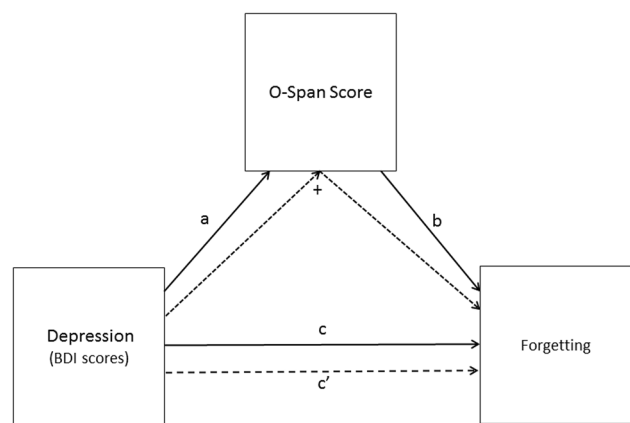 O-Span Score
+
a
b
Depression
(BDI scores)
c
c’
Forgetting